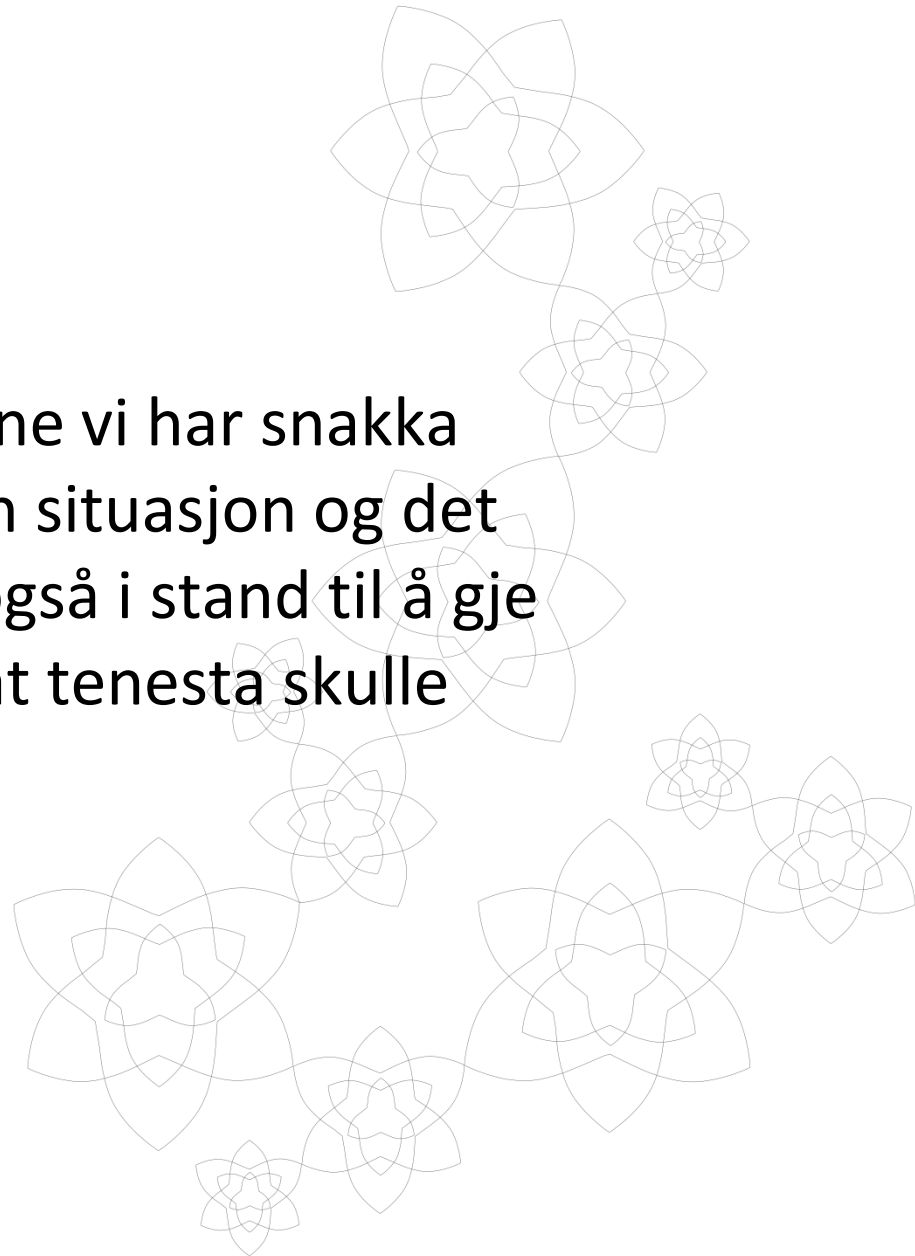 ne vi har snakka
n situasjon og det
også i stand til å gje
at tenesta skulle